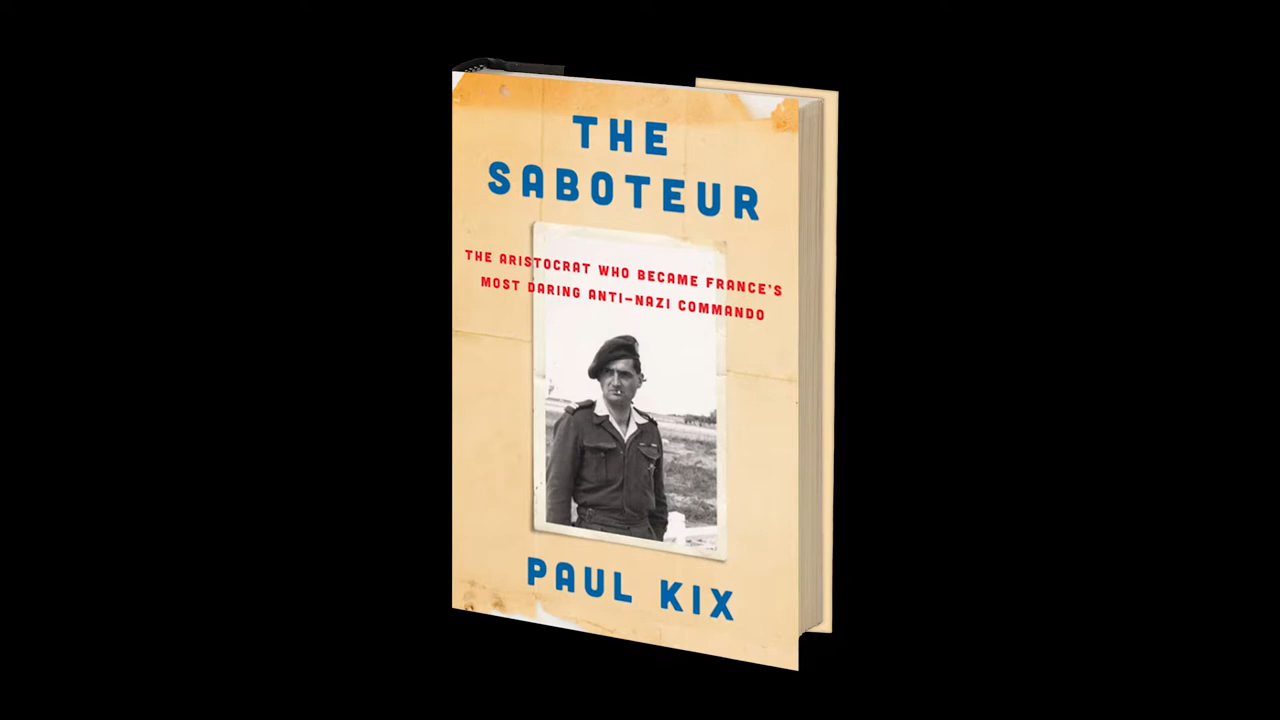 THE
SABOTEUR
THE ARISTOCRAT WHO BECAME FRANCE'S
MOST DARING ANTI-NAZI COMMANDO
PAUL KIX